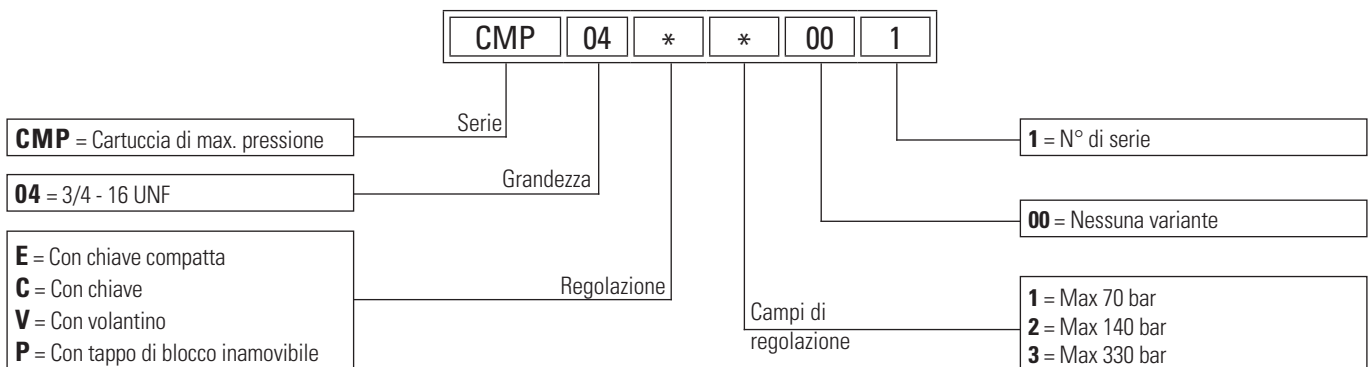 CMP 04 * * 00 1
Serie
CMP = Cartuccia di max. pressione
1 = N° di serie
Grandezza
04 = 3/4 - 16 UNF
00 = Nessuna variante
E = Con chiave compatta
C = Con chiave
V = Con volantino
P = Con tappo di blocco inamovibile
Regolazione
Campi di
regolazione
1 = Max 70 bar
2 = Max 140 bar
3 = Max 330 bar